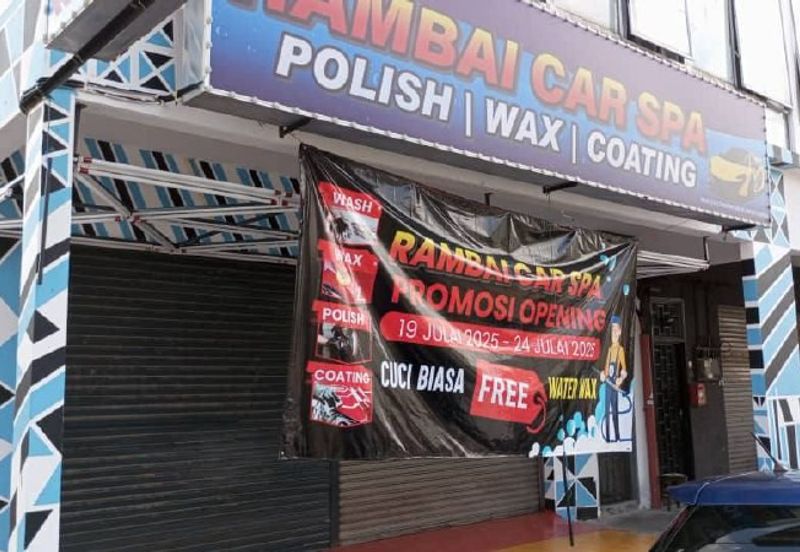 RAMBAI CAR SPA
POLISH | WAX | COATING
WASH
WAX
POLISH
COATING
RAMBAI CAR SPA
PROMOSI OPENING
19 JULAI 2025 - 24 JULAI 2025
CUCI BIASA FREE WATER WAX